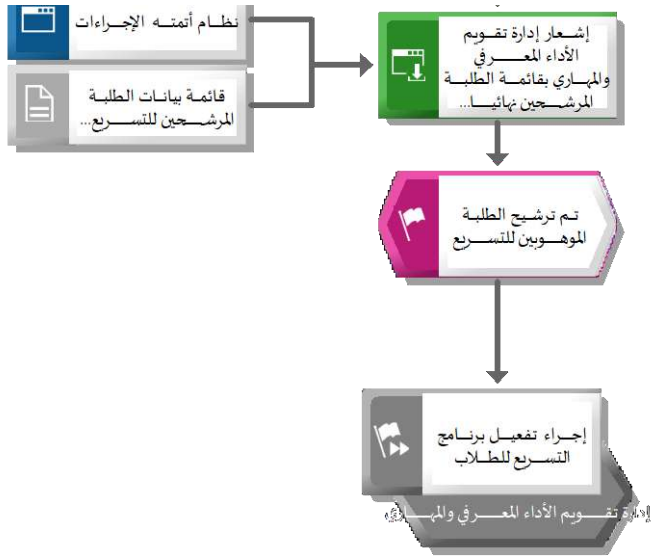 نظام أتمته الإجراءات
قائمة بيانات الطلبة
المرشحين للتسريع...
إشعار إدارة تقويم
الأداء المعرفي
والمهاري بقائمة الطلبة
المرشحين نهائيا...
تم ترشيح الطلبة
الموهوبين للتسريع
إجراء تفعيل برنامج
التسريع للطلاب
إدارة تقويم الأداء المعرفي والمهاري